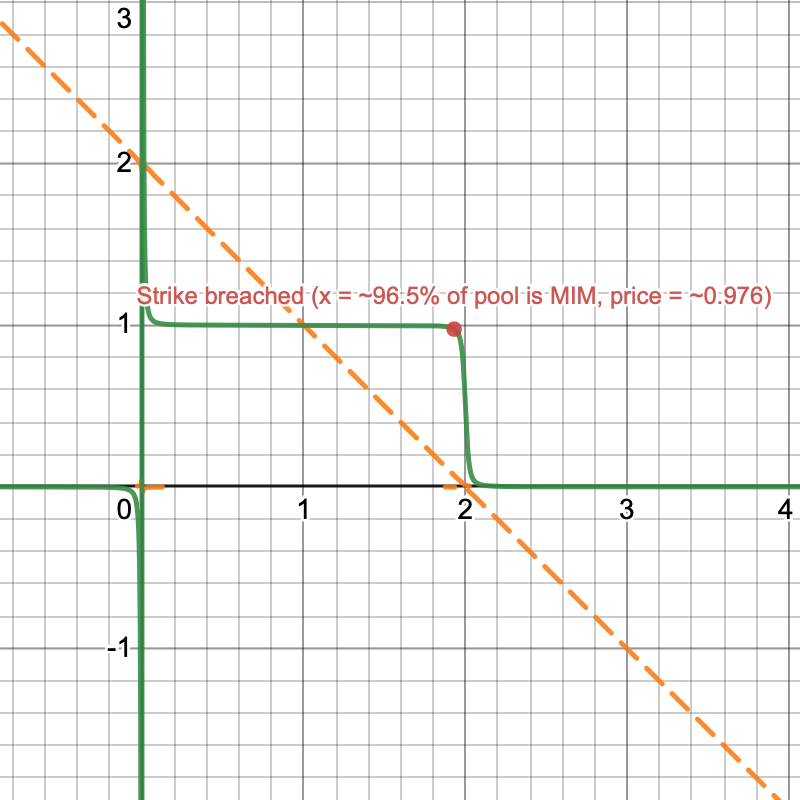 3
2
Strike breached (x = ~96.5% of pool is MIM, price = ~0.976)
1
0 1 2 3 4
-1